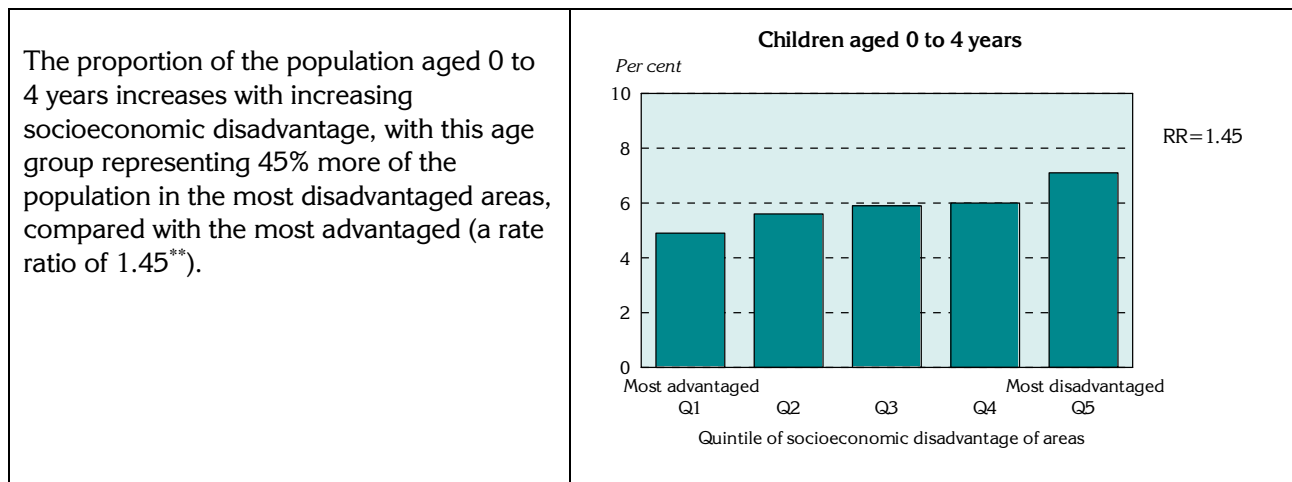 The proportion of the population aged 0 to
4 years increases with increasing
socioeconomic disadvantage, with this age
group representing 45% more of the
population in the most disadvantaged areas,
compared with the most advantaged (a rate
ratio of 1.45**).
Children aged 0 to 4 years
Per cent
10
8
6
4
2
0
RR=1.45
Most advantaged Most disadvantaged
Q1 Q2 Q3 Q4 Q5
Quintile of socioeconomic disadvantage of areas